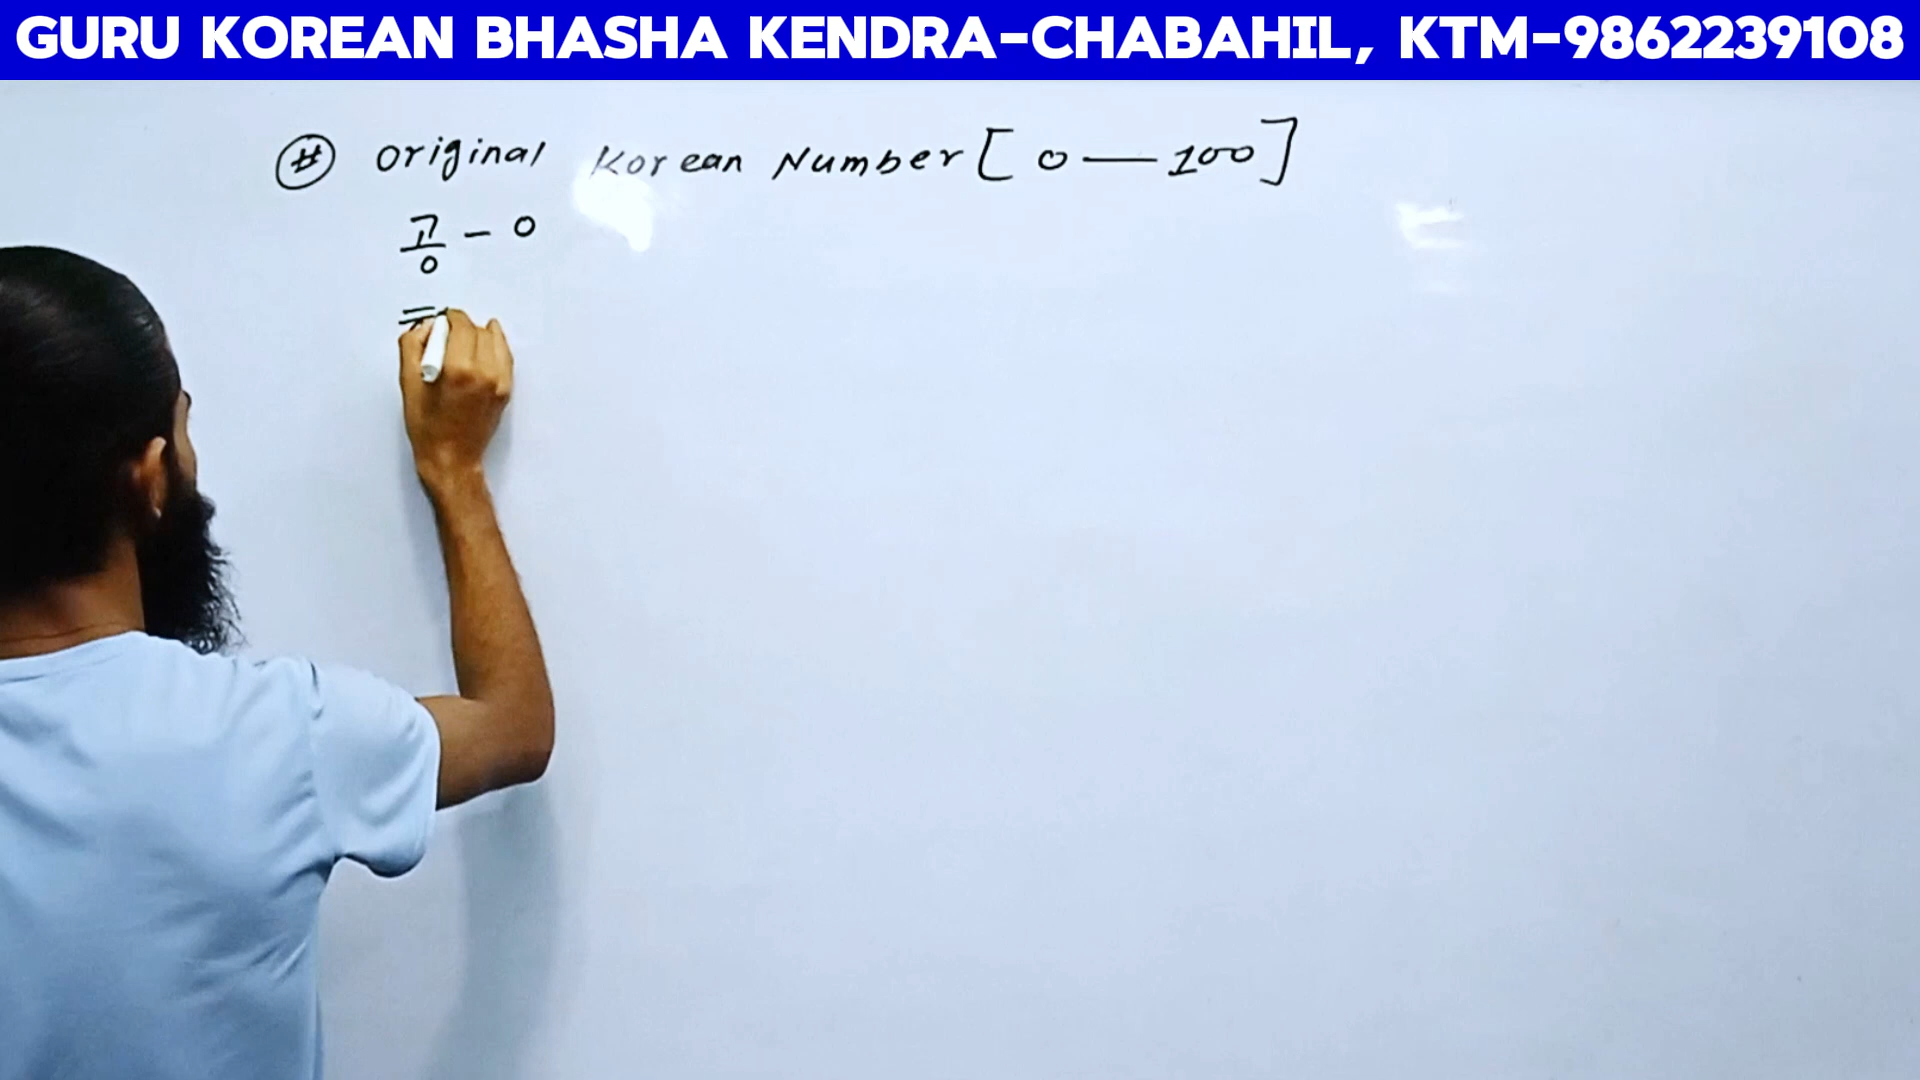 GURU KOREAN BHASHA KENDRA-CHABAHIL, KTM-9862239108
# Original Korean Number [0 — 100]
공 - 0